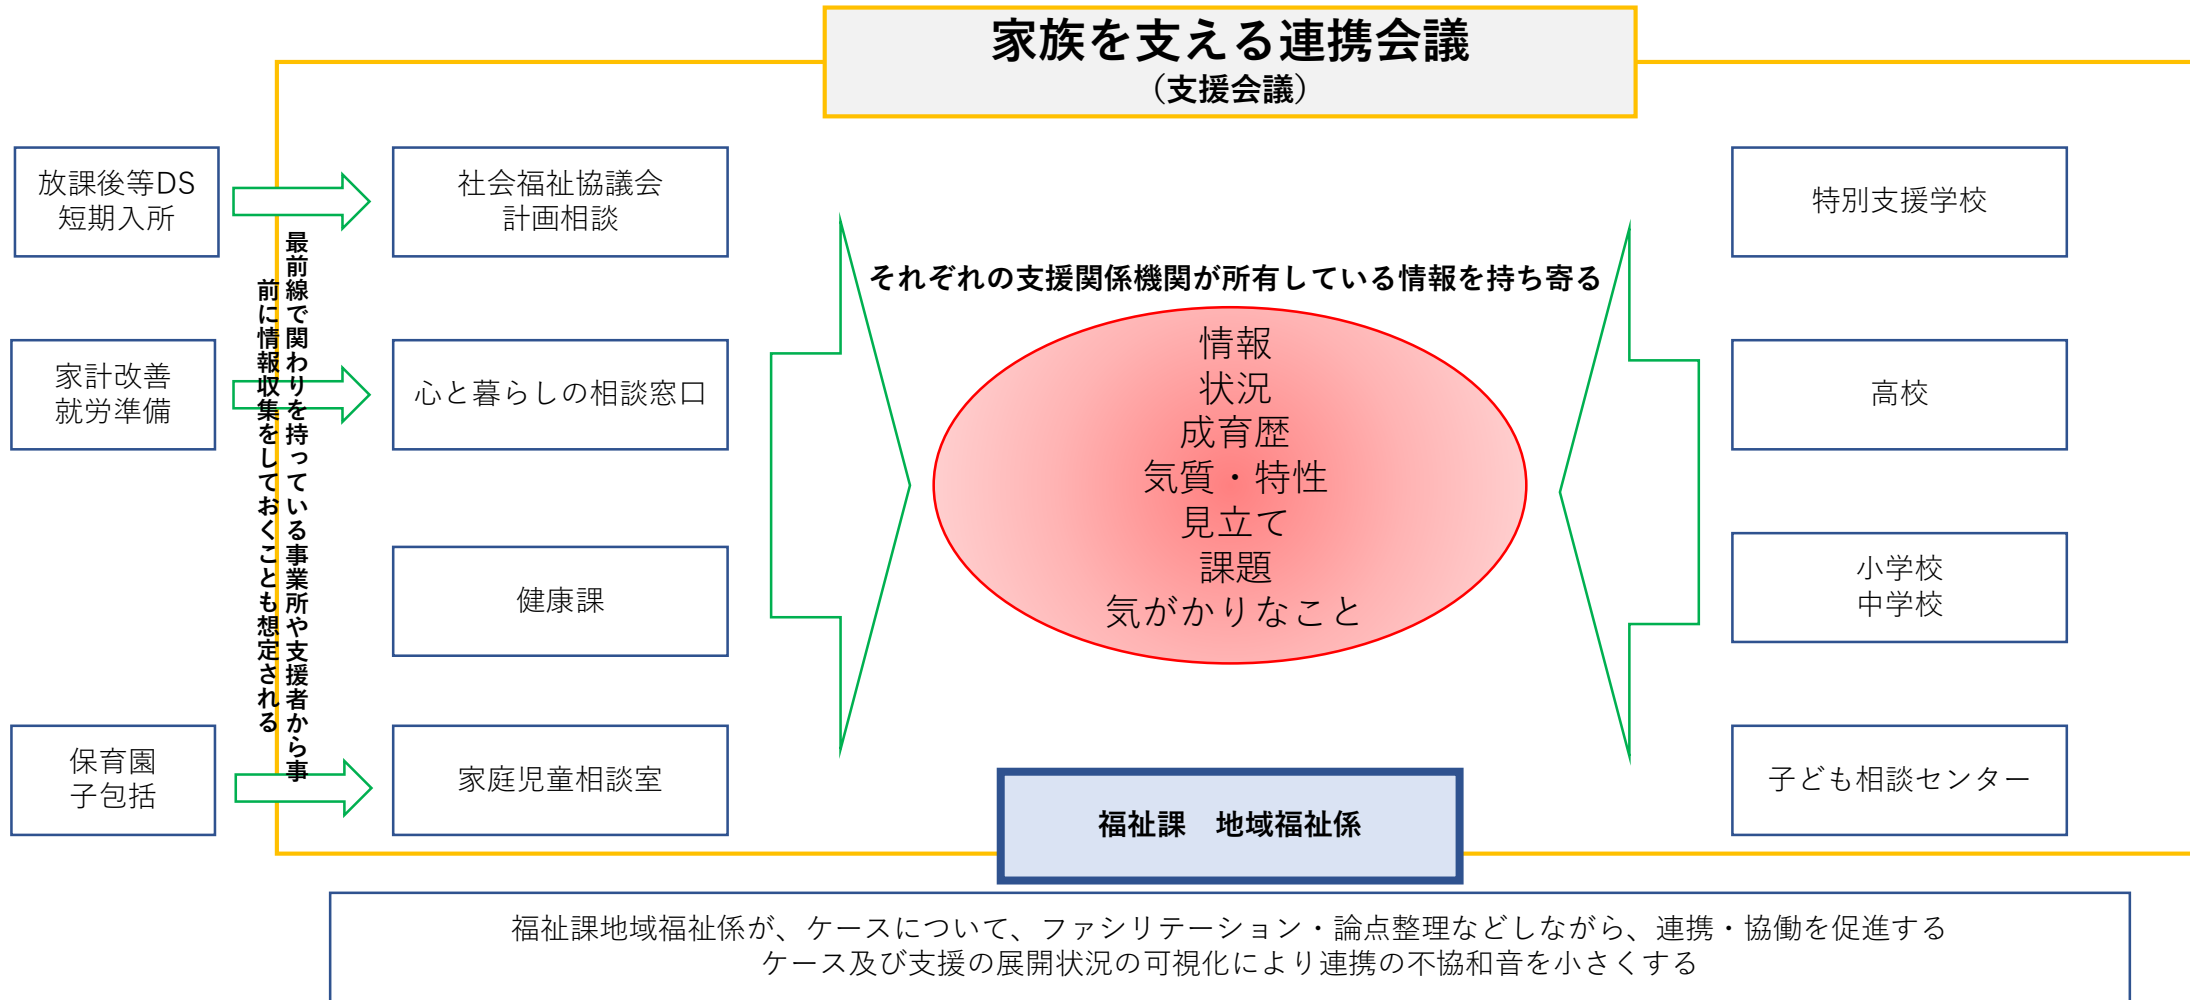 家族を支える連携会議
（支援会議）
放課後等DS
短期入所
社会福祉協議会
計画相談
特別支援学校
最前線で関わりを持っている事業所や支援者から事
前に情報収集をしておくことも想定される
それぞれの支援関係機関が所有している情報を持ち寄る
家計改善
就労準備
心と暮らしの相談窓口
情報
状況
成育歴
気質・特性
見立て
課題
気がかりなこと
高校
健康課
小学校
中学校
保育園
子包括
家庭児童相談室
子ども相談センター
福祉課　地域福祉係
福祉課地域福祉係が、ケースについて、ファシリテーション・論点整理などしながら、連携・協働を促進する
ケース及び支援の展開状況の可視化により連携の不協和音を小さくする